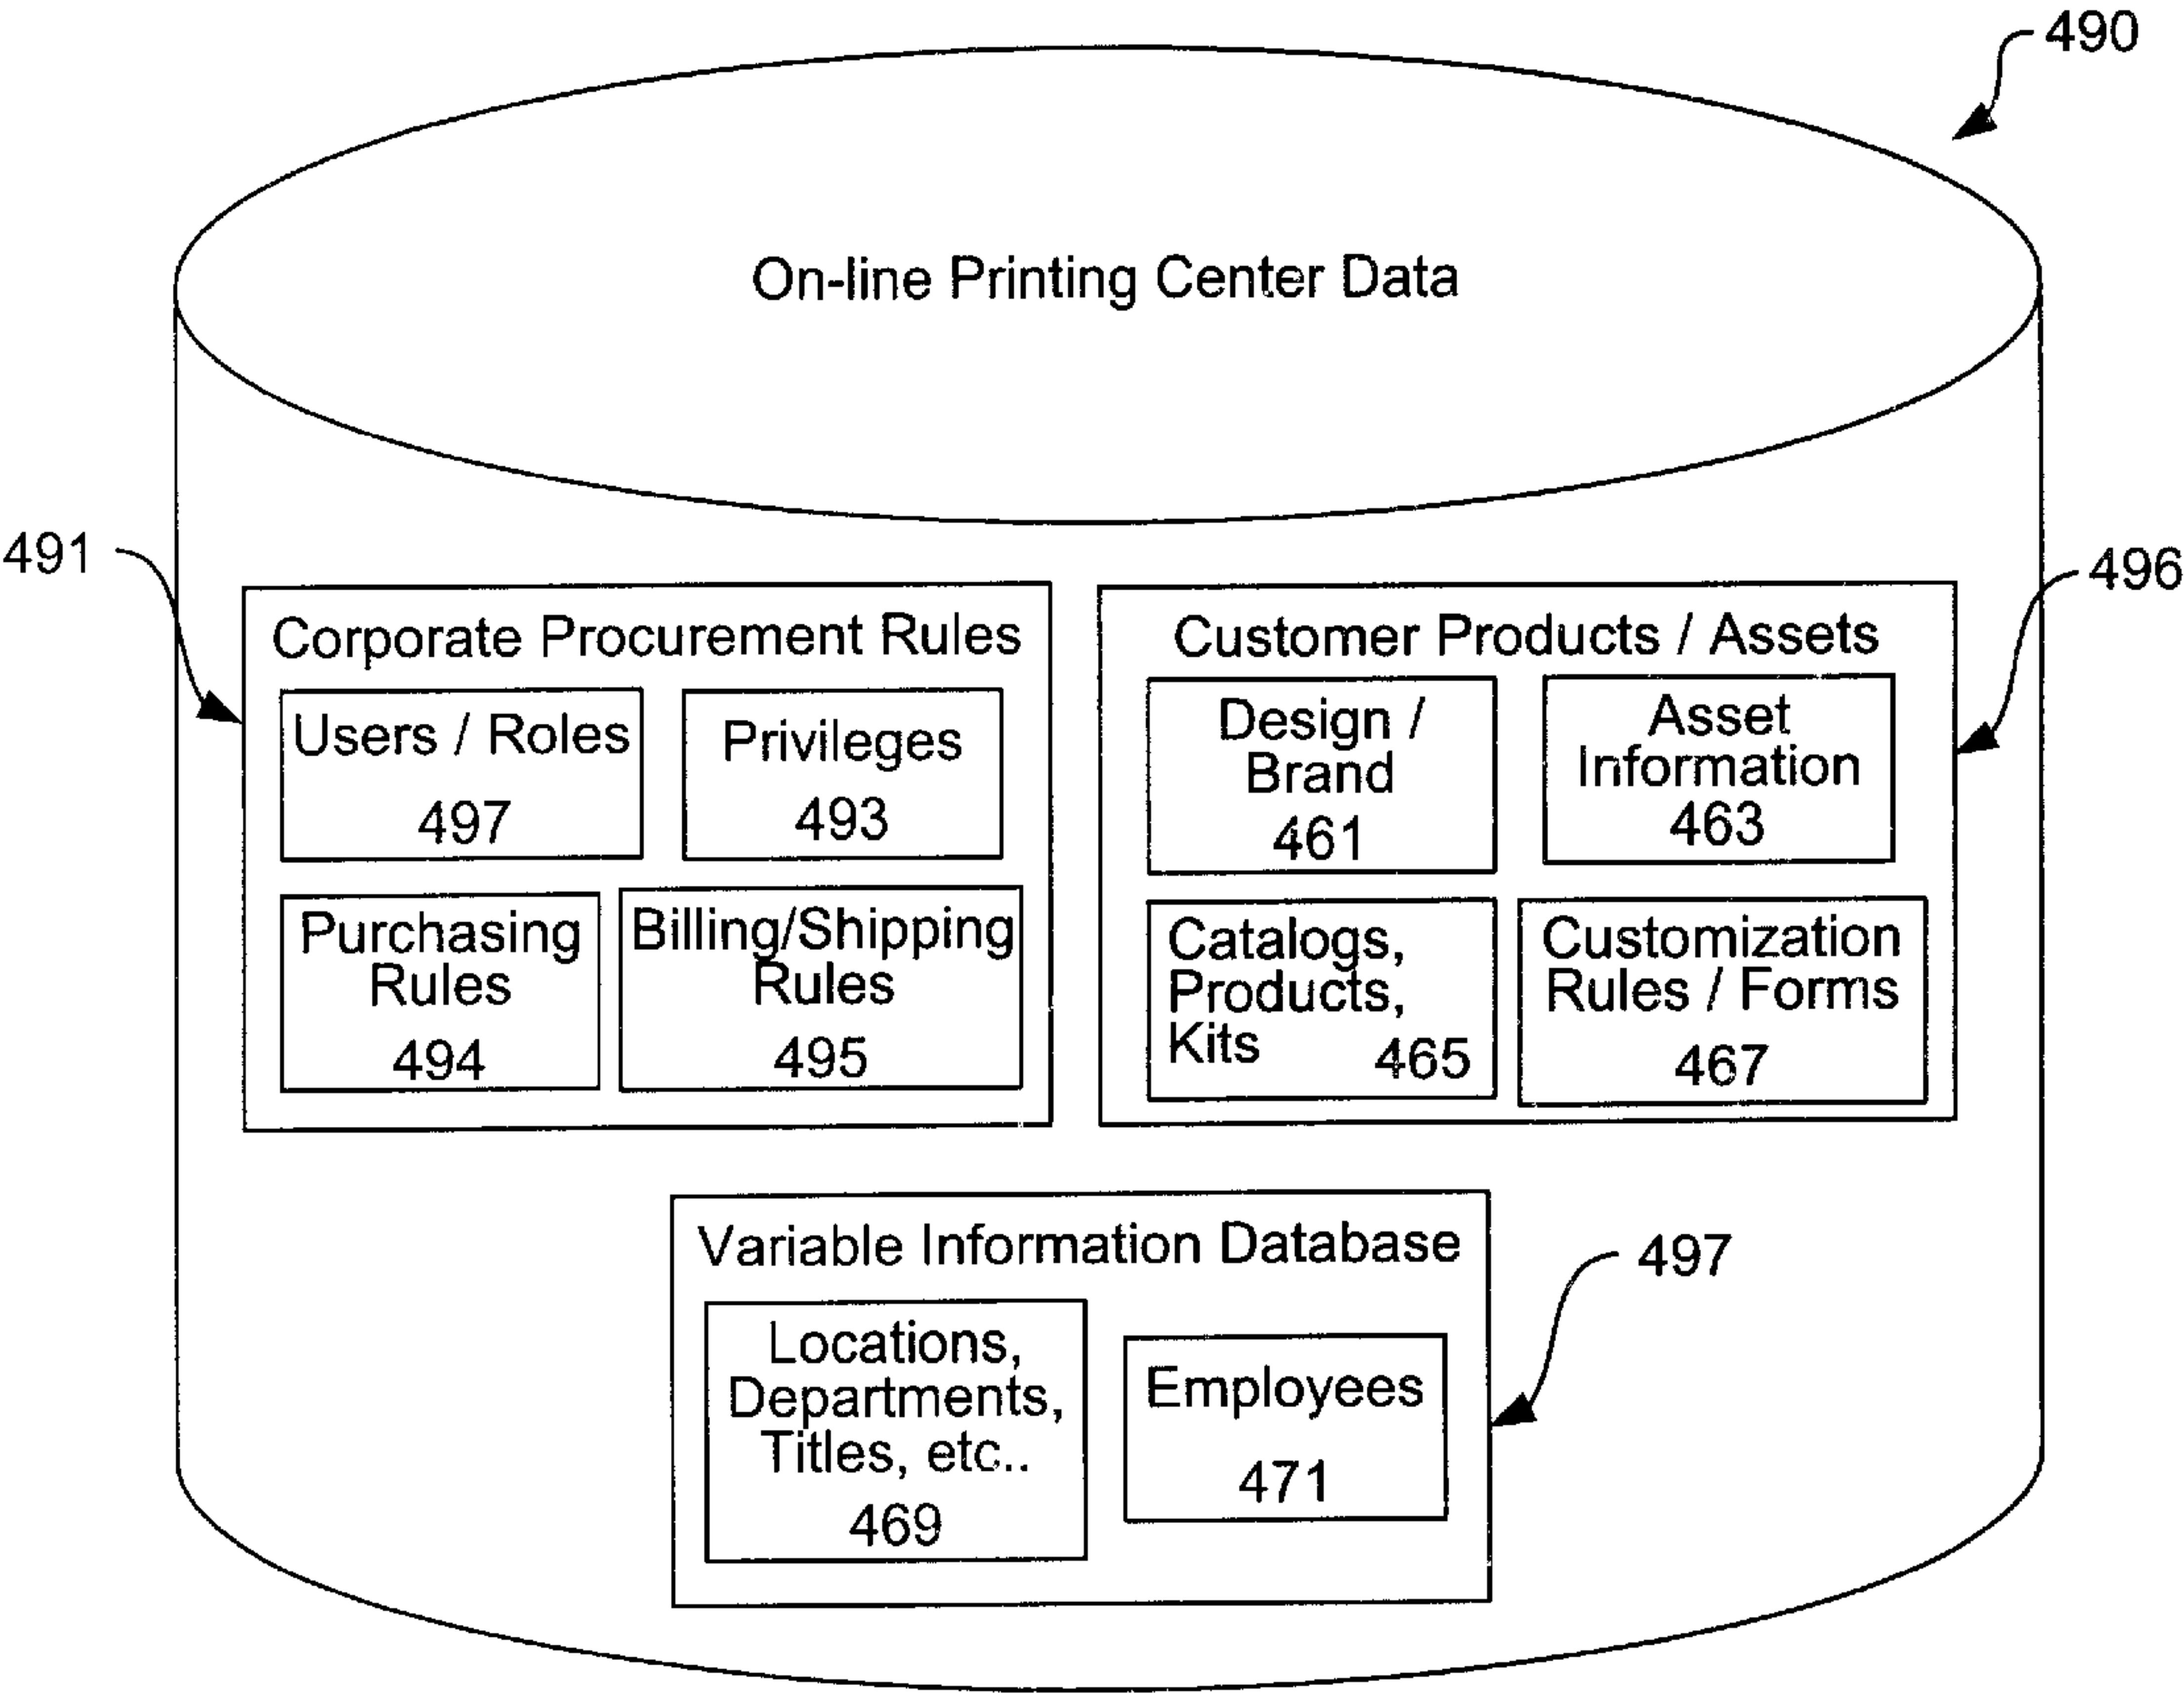 490
On-line Printing Center Data
491
496
Corporate Procurement Rules
Users / Roles
497
Privileges
493
Purchasing
Rules
494
Billing/Shipping
Rules
495
Customer Products / Assets
Design /
Brand
461
Asset
Information
463
Catalogs,
Products,
Kits 465
Customization
Rules / Forms
467
Variable Information Database
497
Locations,
Departments,
Titles, etc..
469
Employees
471